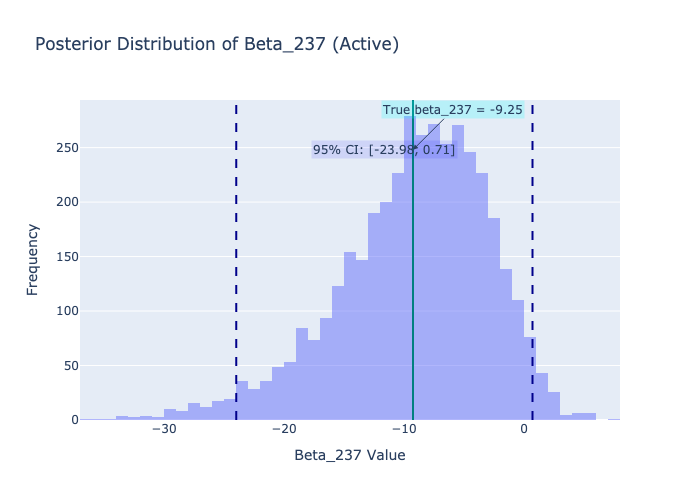 Posterior Distribution of Beta_237 (Active)
True beta_237 = -9.25
95% CI: [-23.98, 0.71]
250
200
150
100
50
0
Frequency
−30
−20
−10
0
Beta_237 Value